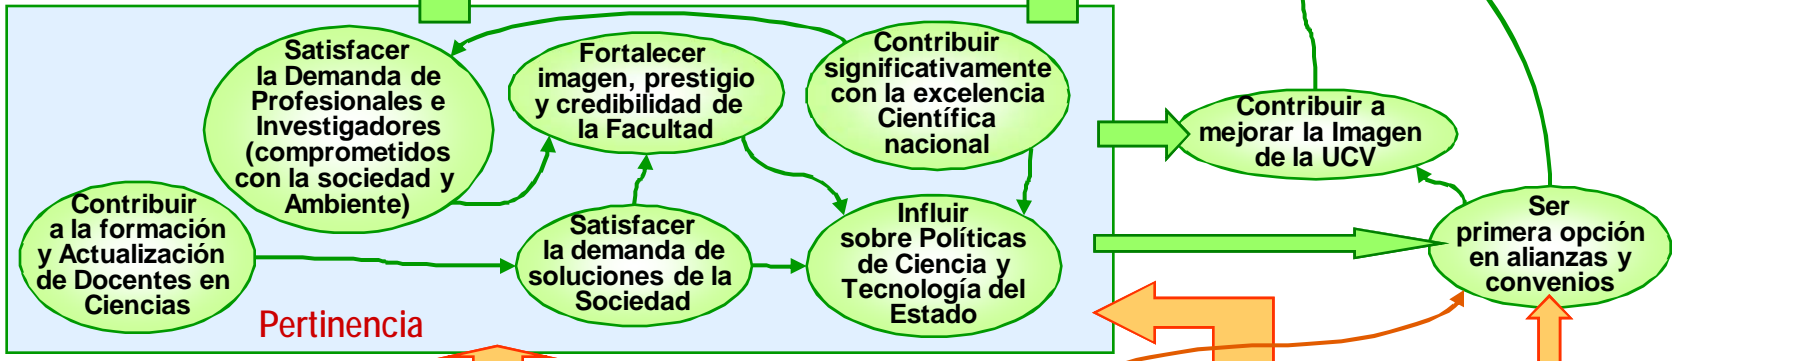 Satisfacer
la Demanda de
Profesionales e
Investigadores
(comprometidos
con la sociedad y
Ambiente)
Fortalecer
imagen, prestigio
y credibilidad de
la Facultad
Contribuir
significativamente
con la excelencia
Científica
nacional
Contribuir a
mejorar la Imagen
de la UCV
Contribuir
a la formación
y Actualización
de Docentes en
Ciencias
Satisfacer
la demanda de
soluciones de la
Sociedad
Influir
sobre Políticas
de Ciencia y
Tecnología del
Estado
Ser
primera opción
en alianzas y
convenios
Pertinencia